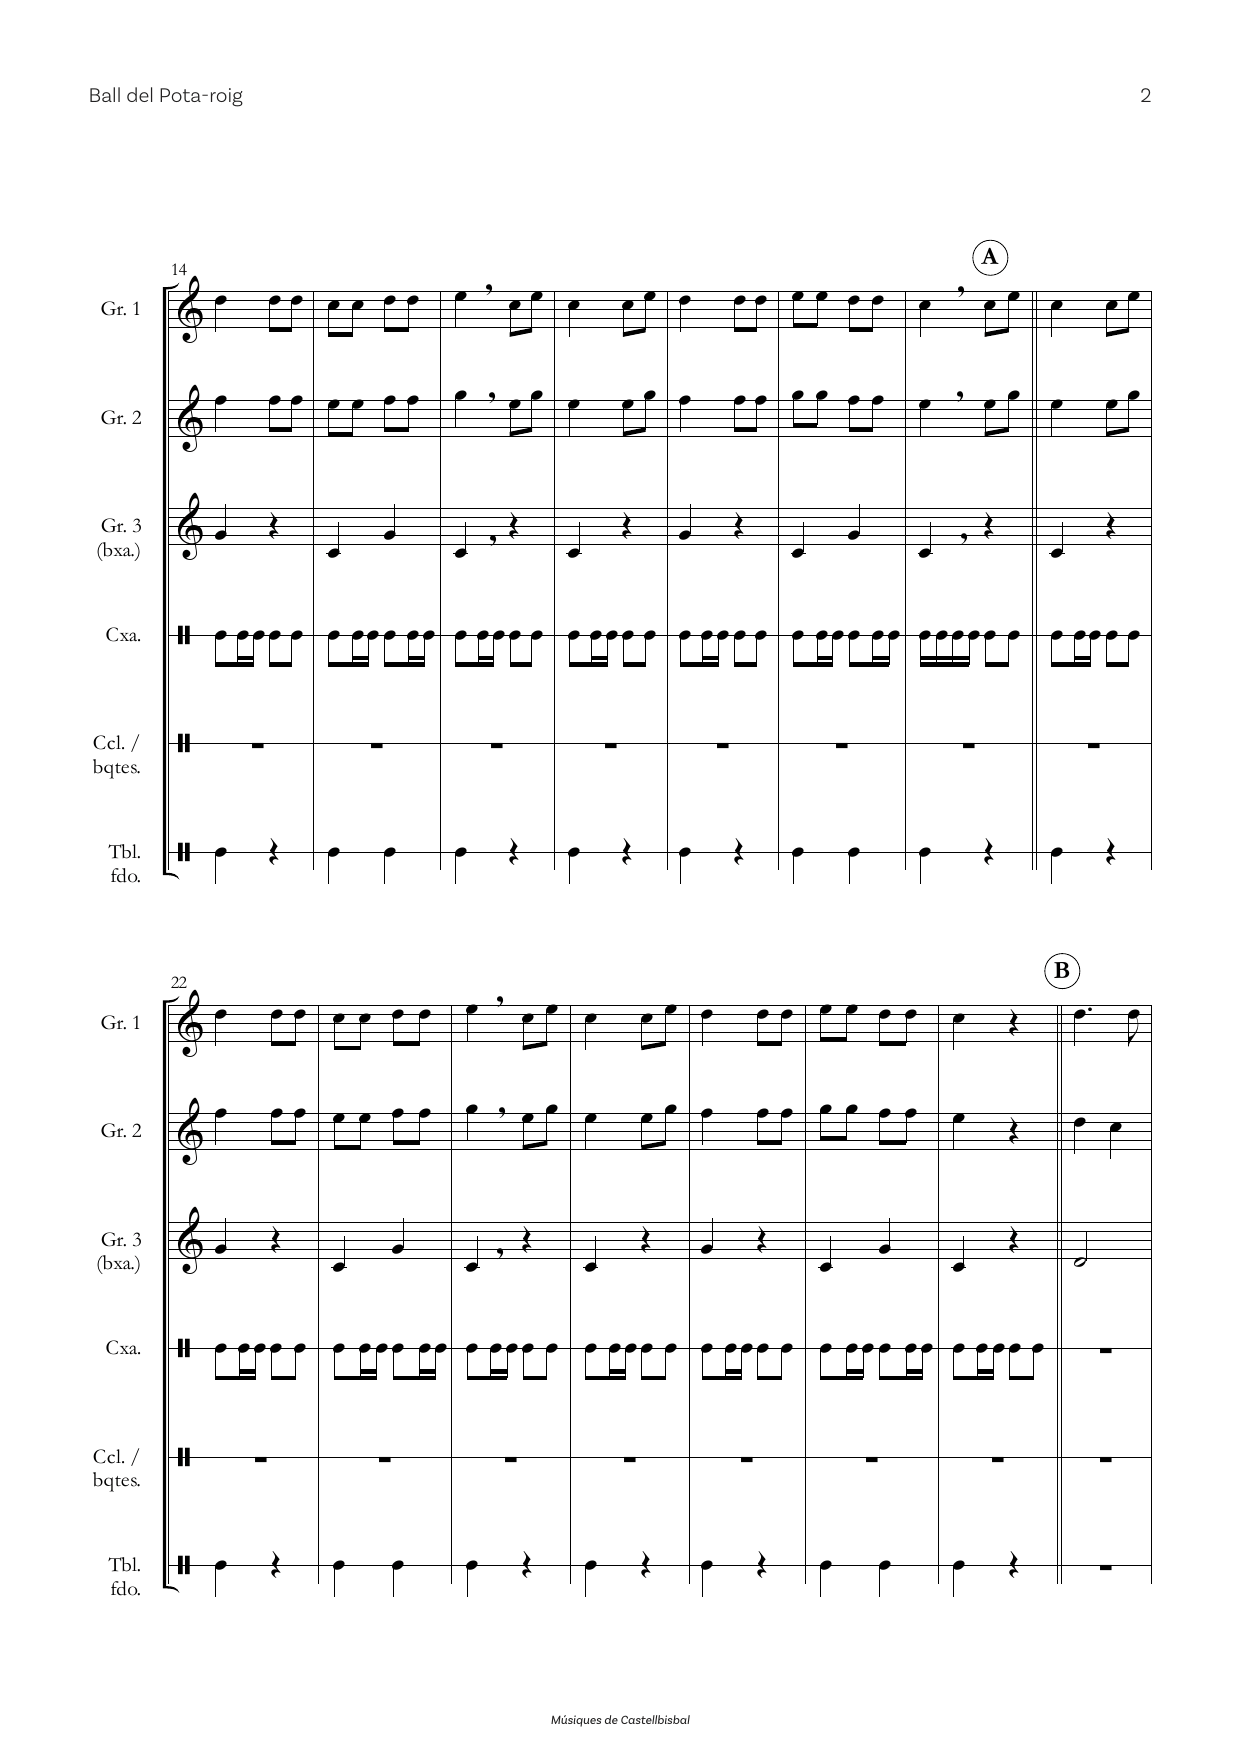 Ball del Pota-roig 2
A
14
Gr. 1
Gr. 2
Gr. 3
(bxa.)
Cxa.
Ccl. /
bqtes.
Tbl.
fdo.
B
22
Gr. 1
Gr. 2
Gr. 3
(bxa.)
Cxa.
Ccl. /
bqtes.
Tbl.
fdo.
Músiques de Castellbisbal